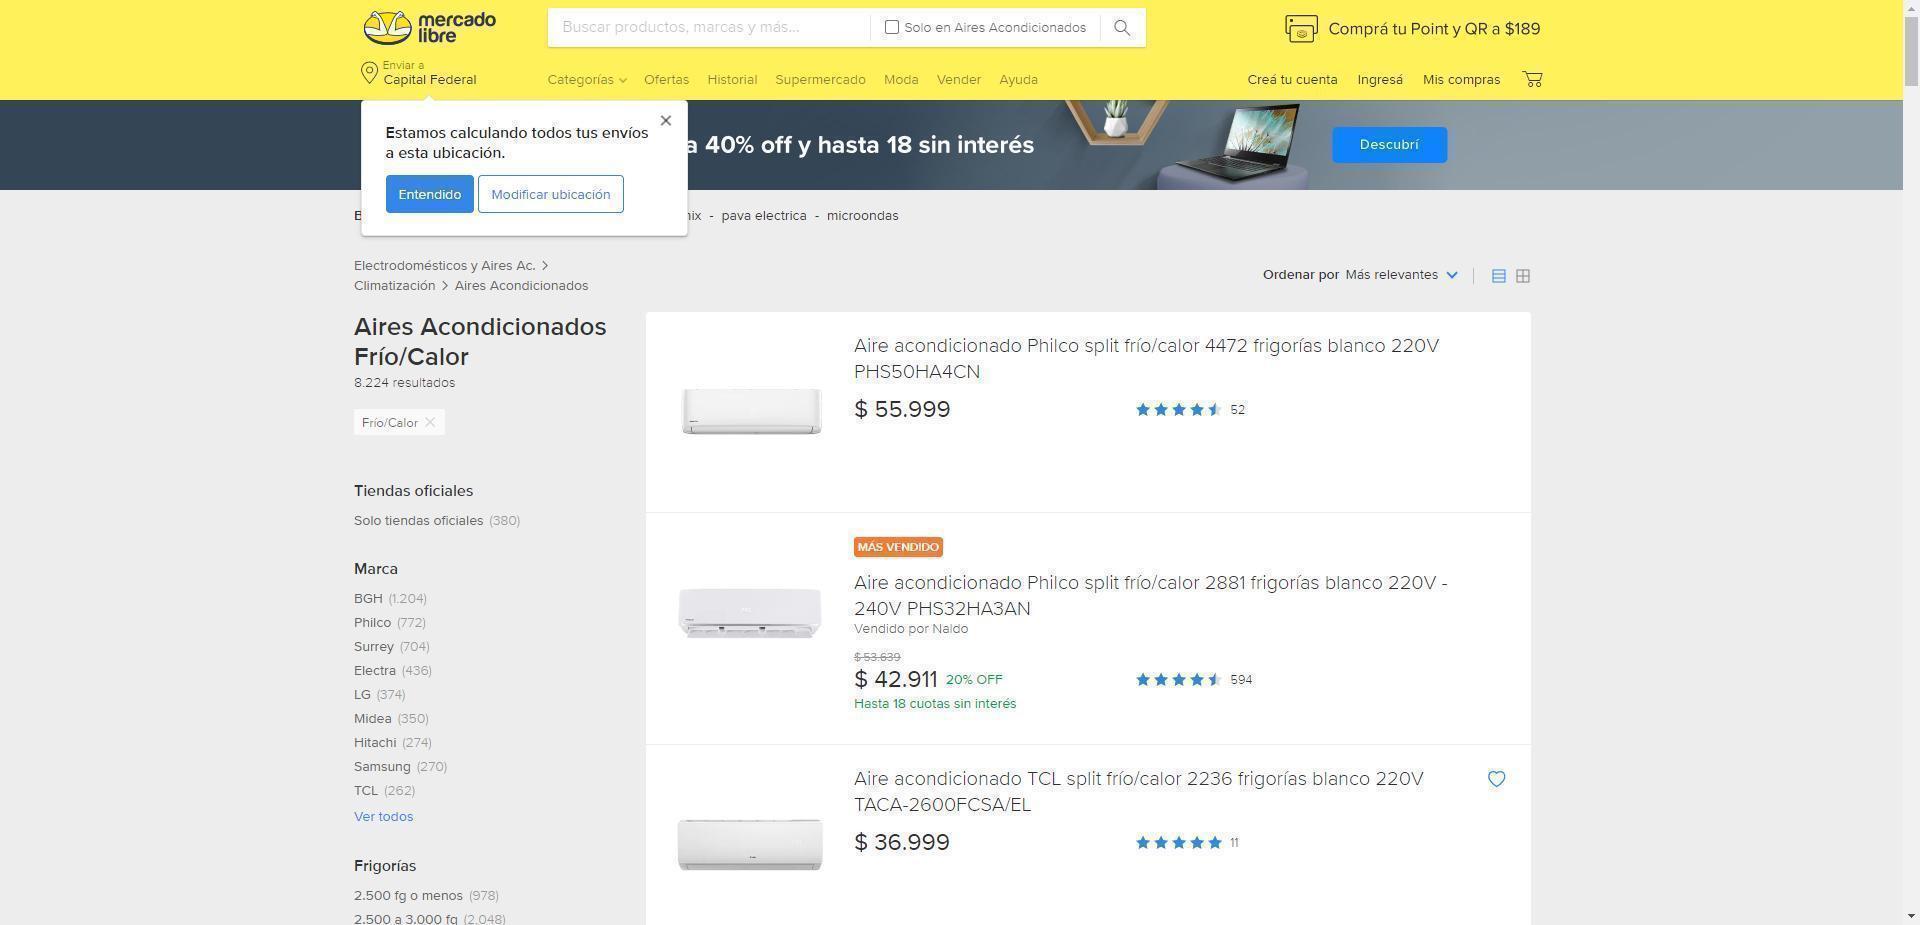 mercado
libre
Buscar productos, marcas y más...
Solo en Aires Acondicionados
Comprá tu Point y QR a $189
Enviar a
Capital Federal
Categorías
Ofertas
Historial
Supermercado
Moda
Vender
Ayuda
Creá tu cuenta
Ingresá
Mis compras
Estamos calculando todos tus envíos
a esta ubicación.
Entendido
Modificar ubicación
a 40% off y hasta 18 sin interés
Descubrí
- pava electrica - microondas
Electrodomésticos y Aires Ac.
Climatización
Aires Acondicionados
Ordenar por Más relevantes
Aires Acondicionados
Frío/Calor
8.224 resultados
Frío/Calor
Tiendas oficiales
Solo tiendas oficiales (380)
Marca
BGH (1.204)
Philco (772)
Surrey (704)
Electra (436)
LG (374)
Midea (350)
Hitachi (274)
Samsung (270)
TCL (262)
Ver todos
Frigorías
2.500 fg o menos (978)
2.500 a 3.000 fg (2.048)
Aire acondicionado Philco split frío/calor 4472 frigorías blanco 220V
PHS50HA4CN
$ 55.999
52
MÁS VENDIDO
Aire acondicionado Philco split frío/calor 2881 frigorías blanco 220V -
240V PHS32HA3AN
Vendido por Naldo
$ 53.639
$ 42.911 20% OFF
594
Hasta 18 cuotas sin interés
Aire acondicionado TCL split frío/calor 2236 frigorías blanco 220V
TACA-2600FCSA/EL
$ 36.999
11